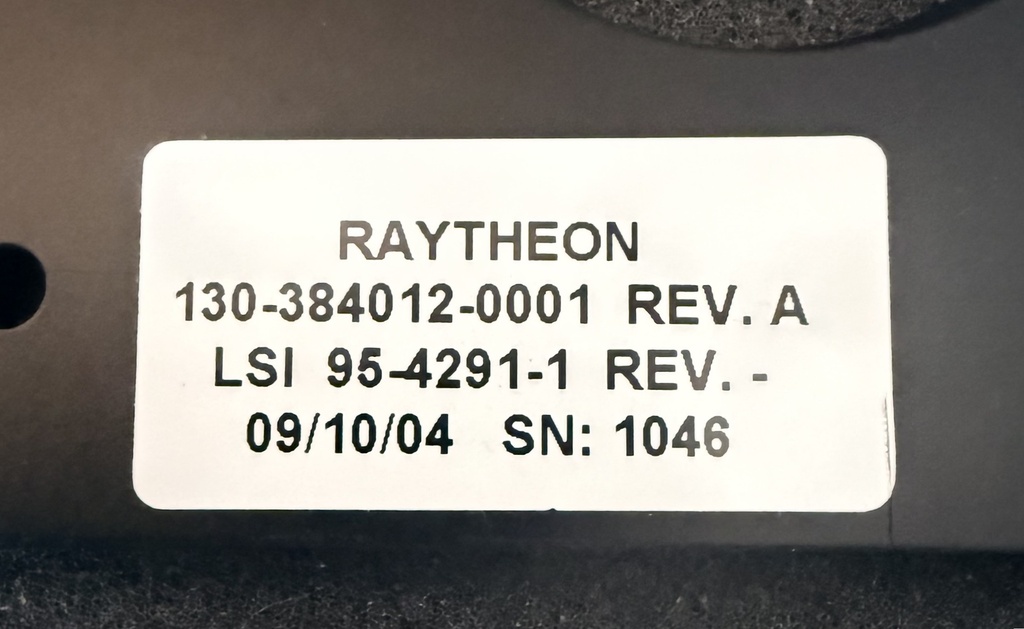 RAYTHEON
130-384012-0001 REV. A
LSI 95-4291-1 REV. -
09/10/04 SN: 1046